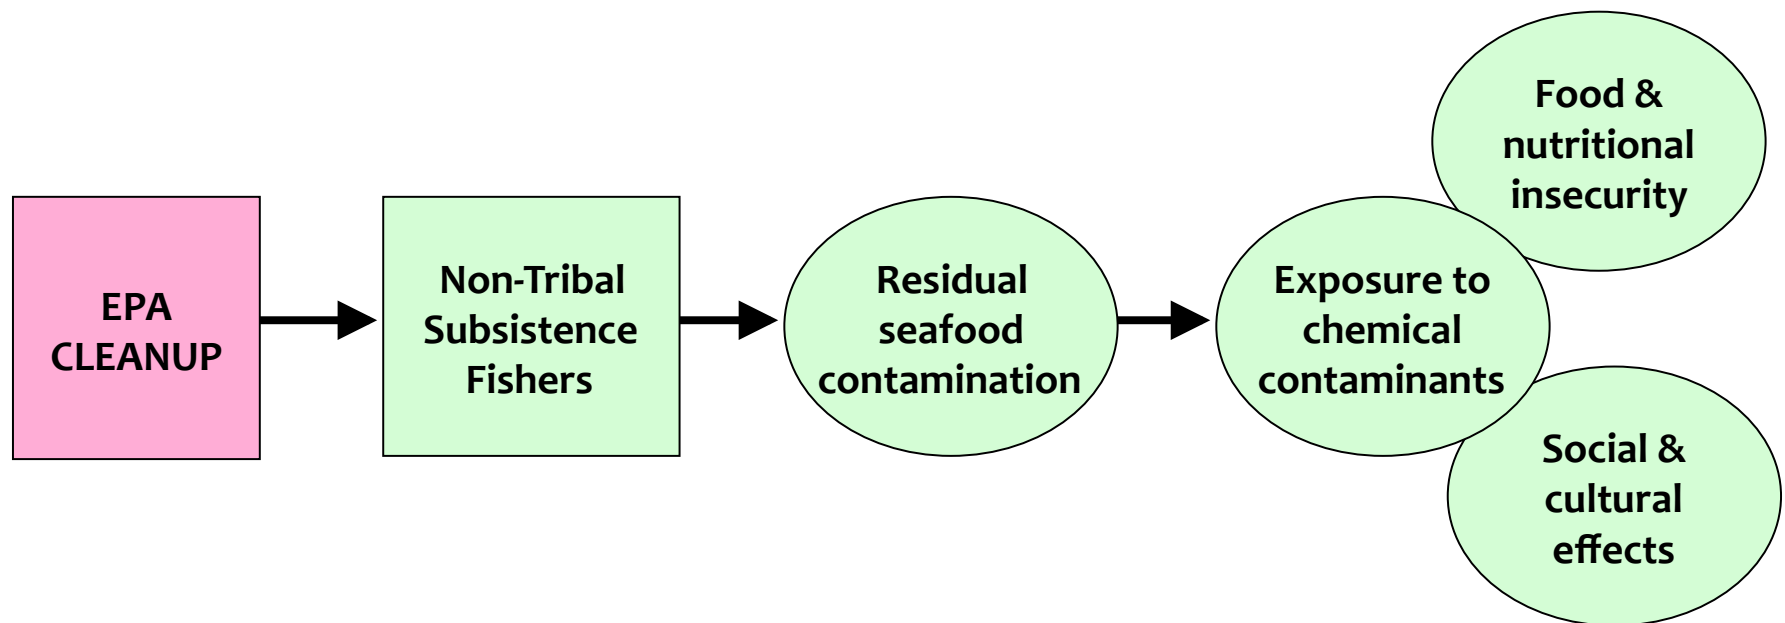 EPA
CLEANUP
Non-Tribal
Subsistence
Fishers
Residual
seafood
contamination
Exposure to
chemical
contaminants
Food &
nutritional
insecurity
Social &
cultural
effects